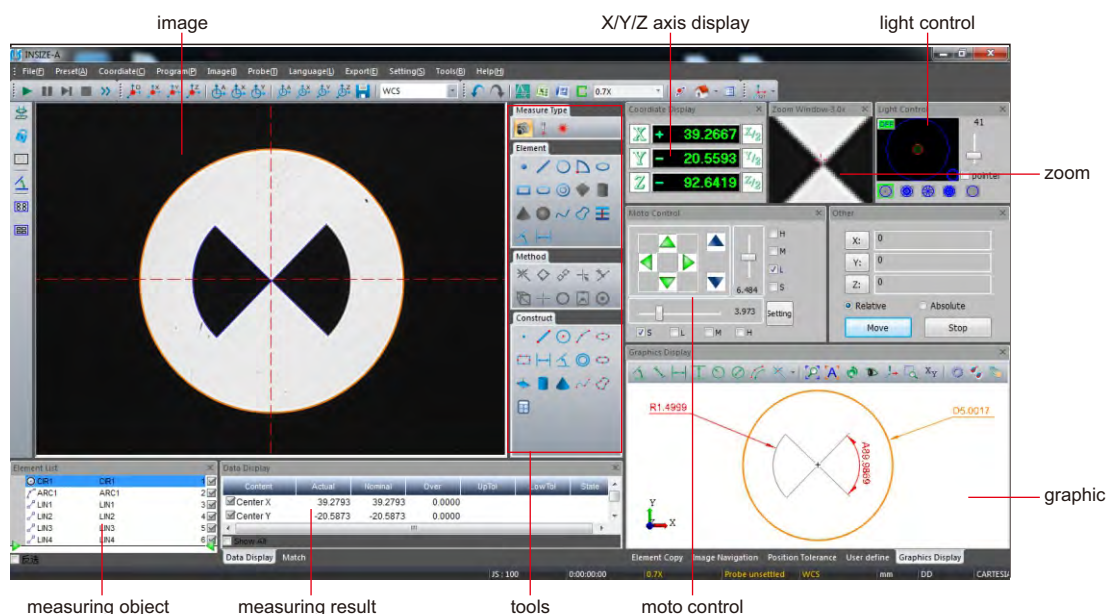 image
X/Y/Z axis display
light control
INSIZE-A
File(F) Preset(A) Coordiate(C) Program(P) Image(I) Probe(T) Language(L) Export(E) Setting(S) Tools(B) Help(H)
WCS 0.7X
Measure Type
Coordiate Display
Zoom Window-3.0x
Light Control
OFF
41
X + 39.2667 X/2
Y - 20.5593 Y/2
Z - 92.6419 Z/2
pointer
zoom
Element
Moto Control
Other
H
M
L
S
6.484
3.973
Setting
S L M H
X: 0
Y: 0
Z: 0
Relative Absolute
Move Stop
Method
Construct
Graphics Display
R1.4999
D5.0017
A89.9869
Y
X
graphic
Element List
CIR1 CIR1 1
ARC1 ARC1 2
LIN1 LIN1 3
LIN2 LIN2 4
LIN3 LIN3 5
LIN4 LIN4 6
反选
Data Display
Content Actual Nominal Over UpTol LowTol State
Center X 39.2793 39.2793 0.0000
Center Y -20.5873 -20.5873 0.0000
Show All
Data Display Match
Element Copy Image Navigation Position Tolerance User define Graphics Display
JS : 100 0:00:00:00 0.7X Probe unsettled WCS mm DD CARTESIA
measuring object
measuring result
tools
moto control